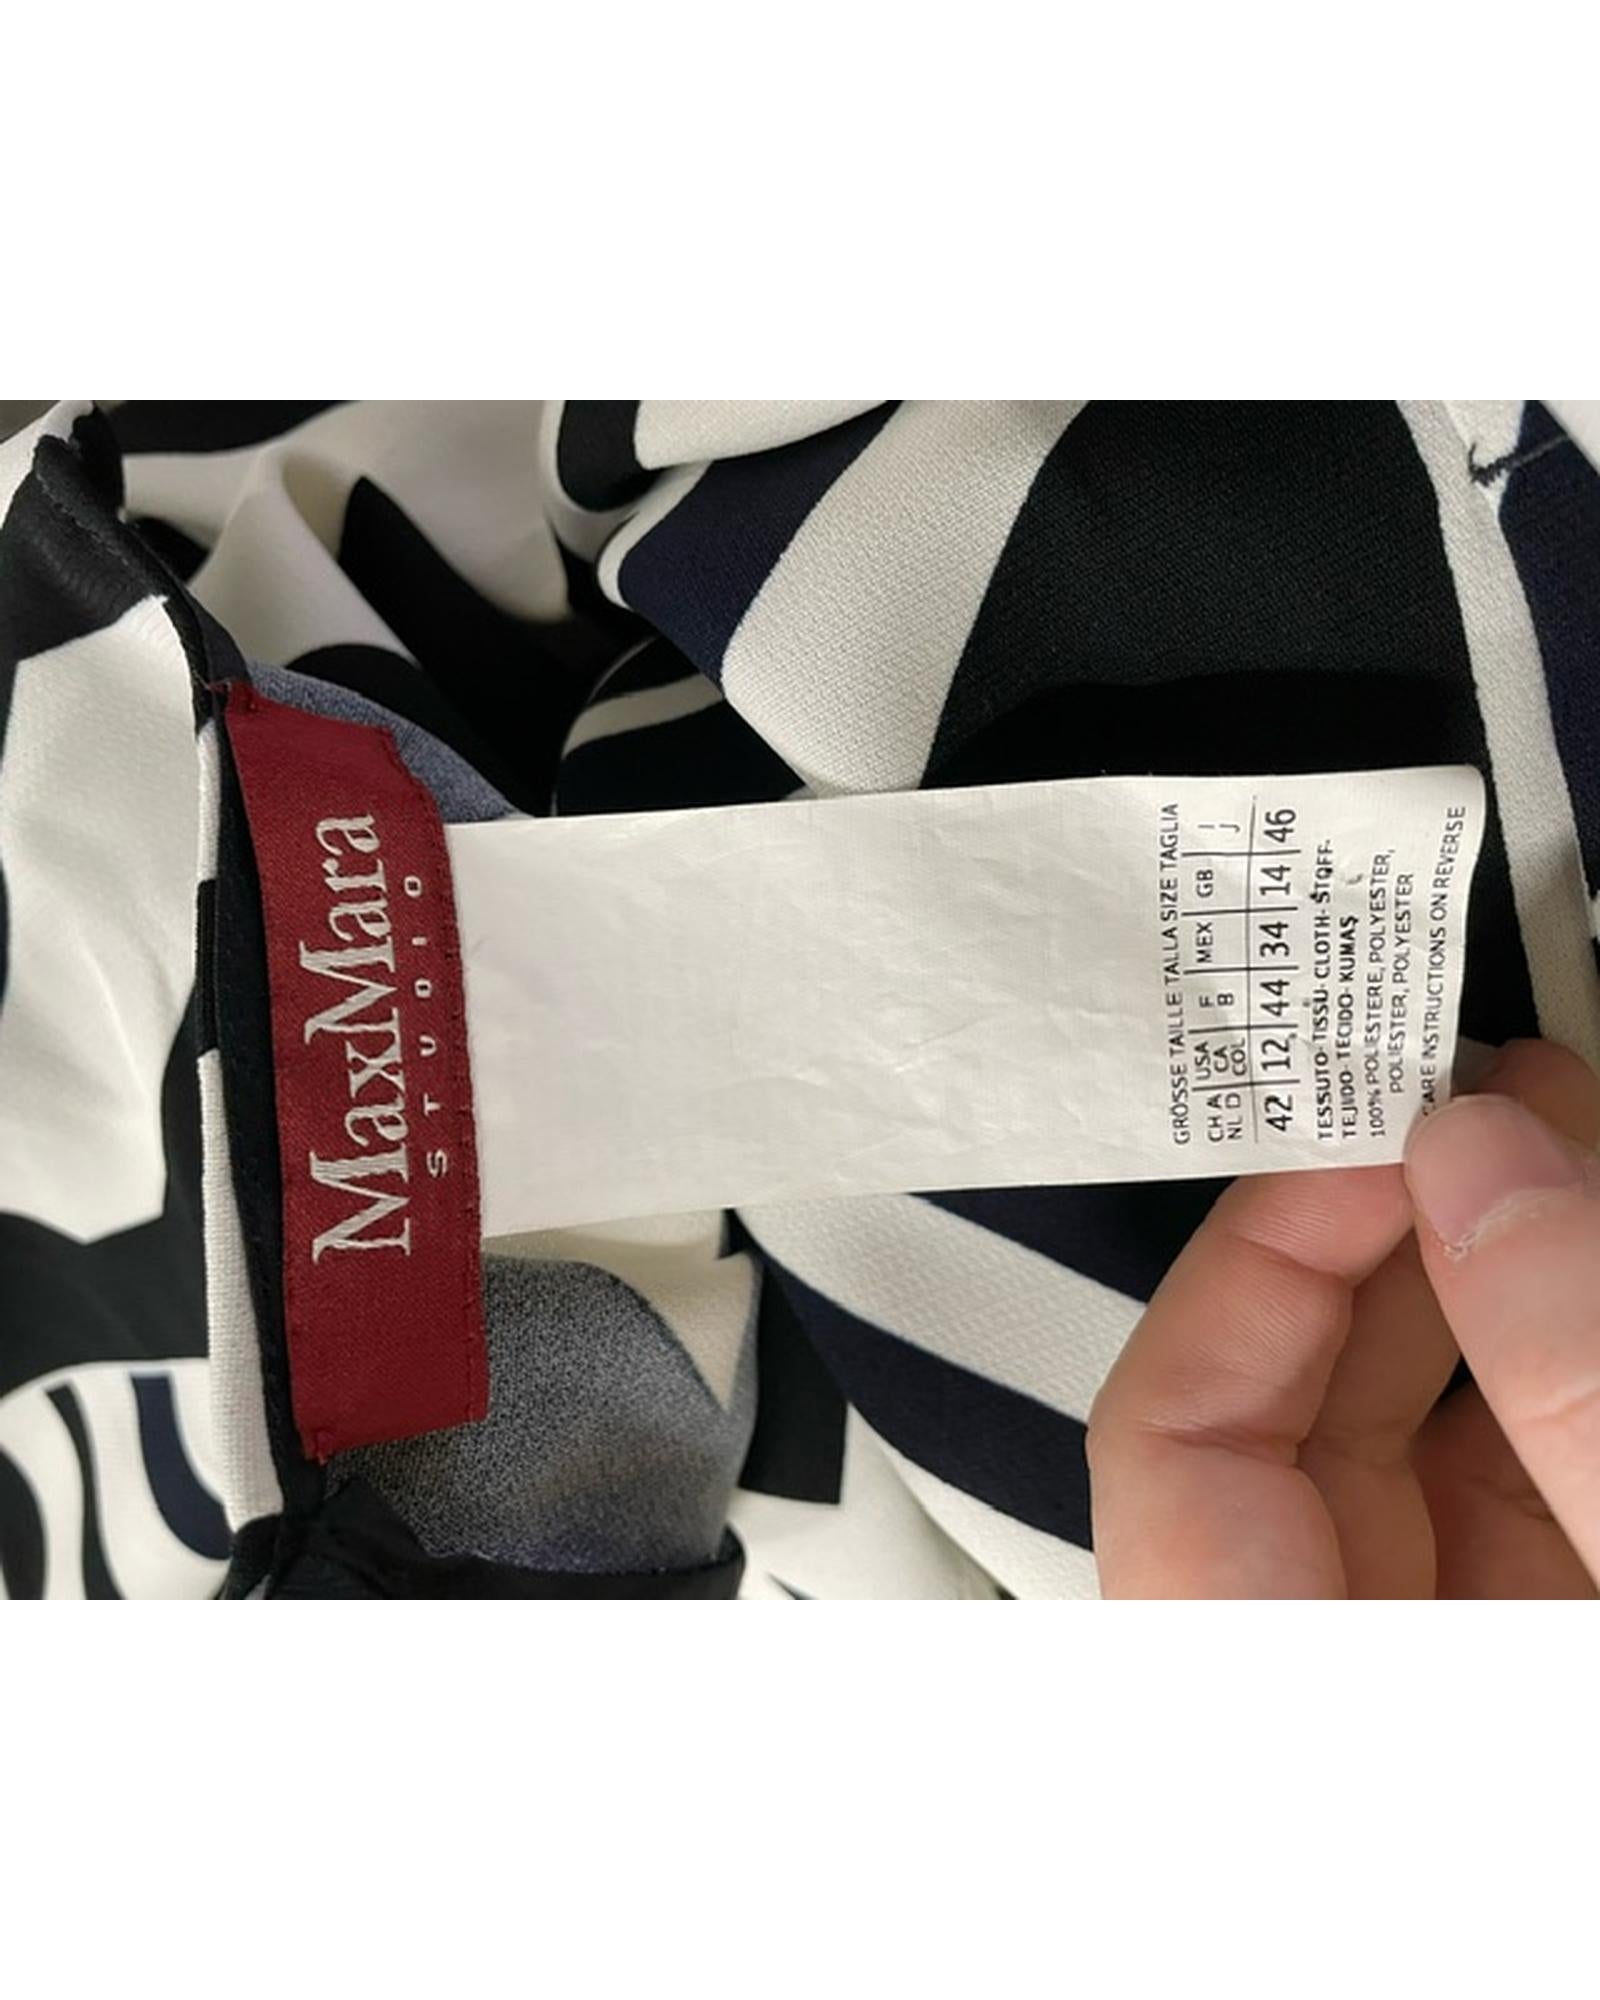 MaxMara
STVDIO
GRÖSSE TAILLE TALLA SIZE TAGLIA
CH A USA F MEX GB I
NL D CA B J
COL
42 12 44 34 14 46
TESSUTO- TISSU- CLOTH- STOFF-
TEJIDO- TECIDO- KUMAŞ
100% POLIESTERE, POLYESTER,
POLIESTER, POLYESTER
CARE INSTRUCTIONS ON REVERSE